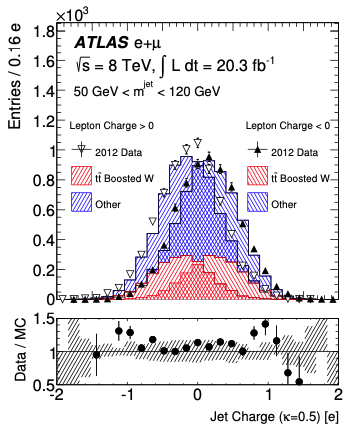 ×10³
ATLAS e+μ
√s = 8 TeV, ∫ L dt = 20.3 fb⁻¹
50 GeV < m^jet < 120 GeV
Lepton Charge > 0
2012 Data
tt̄ Boosted W
Other
Lepton Charge < 0
2012 Data
tt̄ Boosted W
Other
Entries / 0.16 e
1.8
1.6
1.4
1.2
1
0.8
0.6
0.4
0.2
0
Data / MC
1.5
1
0.5
-2 -1 0 1 2
Jet Charge (κ=0.5) [e]